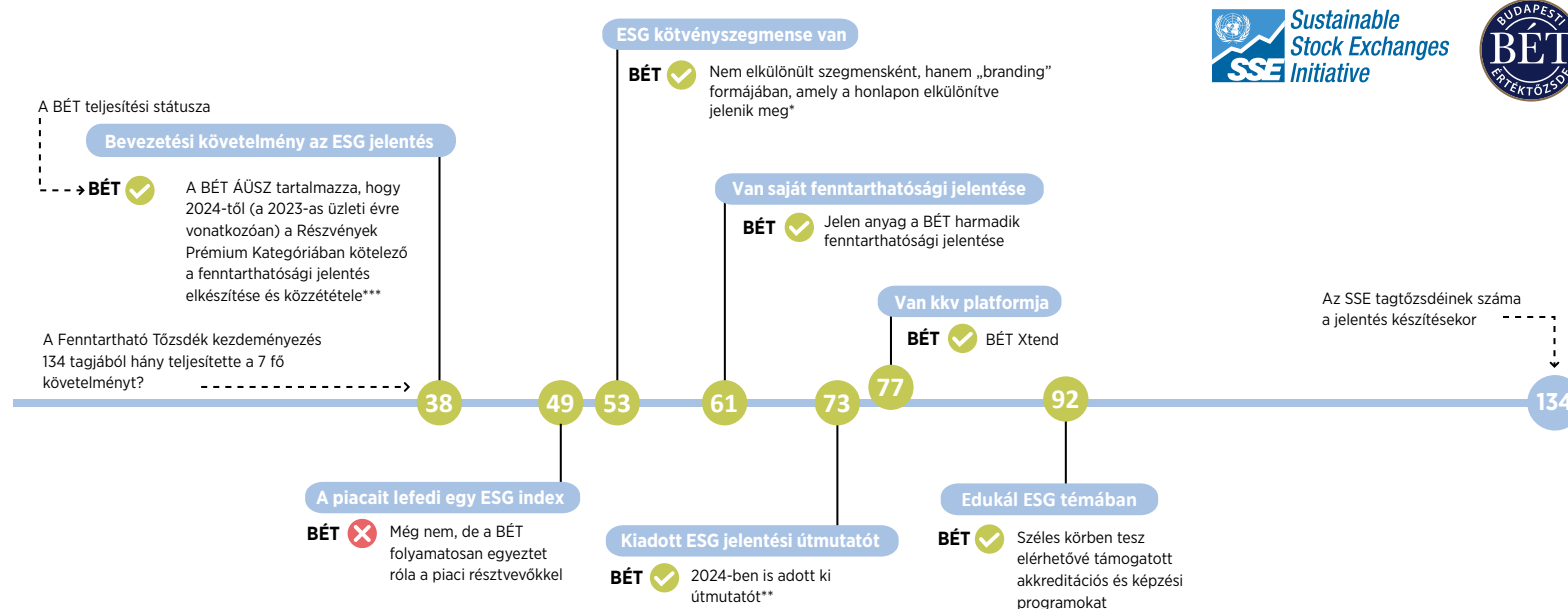 ESG kötvényszegmense van
BÉT
Nem elkülönült szegmensként, hanem „branding”
formájában, amely a honlapon elkülönítve
jelenik meg*
Sustainable
Stock Exchanges
Initiative
SSE
BUDAPESTI
BÉT
ÉRTÉKTŐZSDE
A BÉT teljesítési státusza
Bevezetési követelmény az ESG jelentés
BÉT
A BÉT ÁÜSZ tartalmazza, hogy
2024-től (a 2023-as üzleti évre
vonatkozóan) a Részvények
Prémium Kategóriában kötelező
a fenntarthatósági jelentés
elkészítése és közzététele***
Van saját fenntarthatósági jelentése
BÉT
Jelen anyag a BÉT harmadik
fenntarthatósági jelentése
Van kkv platformja
BÉT
BÉT Xtend
Az SSE tagtőzsdéinek száma
a jelentés készítésekor
A Fenntartható Tőzsdék kezdeményezés
134 tagjából hány teljesítette a 7 fő
követelményt?
38
49
53
61
73
77
92
134
A piacait lefedi egy ESG index
BÉT
Még nem, de a BÉT
folyamatosan egyeztet
róla a piaci résztvevőkkel
Kiadott ESG jelentési útmutatót
BÉT
2024-ben is adott ki
útmutatót**
Edukál ESG témában
BÉT
Széles körben tesz
elérhetővé támogatott
akkreditációs és képzési
programokat